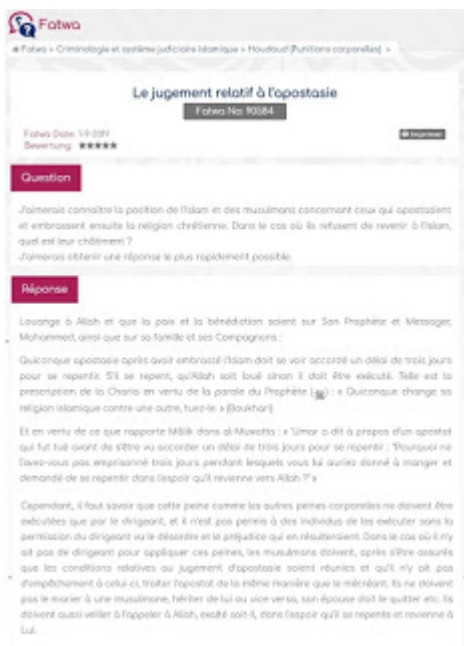 Fatwa
Fatwa » Criminologie et système judiciaire islamique » Houdoud (Punitions corporelles) »
Le jugement relatif à l'apostasie
Fatwa No: 90584
Fatwa Date: 1-9-2019
Bewertung:
Imprimer
Question
J'aimerais connaître la position de l'Islam et des musulmans concernant ceux qui apostasient
et embrassent ensuite la religion chrétienne. Dans le cas où ils refusent de revenir à l'Islam,
quel est leur châtiment ?
J'aimerais obtenir une réponse le plus rapidement possible.
Réponse
Louange à Allah et que la paix et la bénédiction soient sur Son Prophète et Messager,
Mohammed, ainsi que sur sa famille et ses Compagnons :
Quiconque apostasie après avoir embrassé l'Islam doit se voir accordé un délai de trois jours
pour se repentir. S'il se repent, qu'Allah soit loué sinon il doit être exécuté. Telle est la
prescription de la Charia en vertu de la parole du Prophète ( ) : « Quiconque change sa
religion islamique contre une autre, tuez-le. » (Boukhari)
Et en vertu de ce que rapporte Mâlik dans al-Muwatta : « 'Umar a dit à propos d'un apostat
qui fut tué avant de s'être vu accorder un délai de trois jours pour se repentir : "Pourquoi ne
l'avez-vous pas emprisonné trois jours pendant lesquels vous lui auriez donné à manger et
demandé de se repentir dans l'espoir qu'il revienne vers Allah ?" »
Cependant, il faut savoir que cette peine comme les autres peines corporelles ne doivent être
exécutées que par le dirigeant, et il n'est pas permis à des individus de les exécuter sans la
permission du dirigeant vu le désordre et le préjudice qui en résulteraient. Dans le cas où il n'y
ait pas de dirigeant pour appliquer ces peines, les musulmans doivent, après s'être assurés
que les conditions relatives au jugement d'apostasie soient réunies et qu'il n'y ait pas
d'empêchement à celui-ci, traiter l'apostat de la même manière que le mécréant. Ils ne doivent
pas le marier à une musulmane, hériter de lui ou vice versa, son épouse doit le quitter etc. Ils
doivent aussi veiller à l'appeler à Allah, exalté soit-Il, dans l'espoir qu'il se repente et revienne à
Lui.